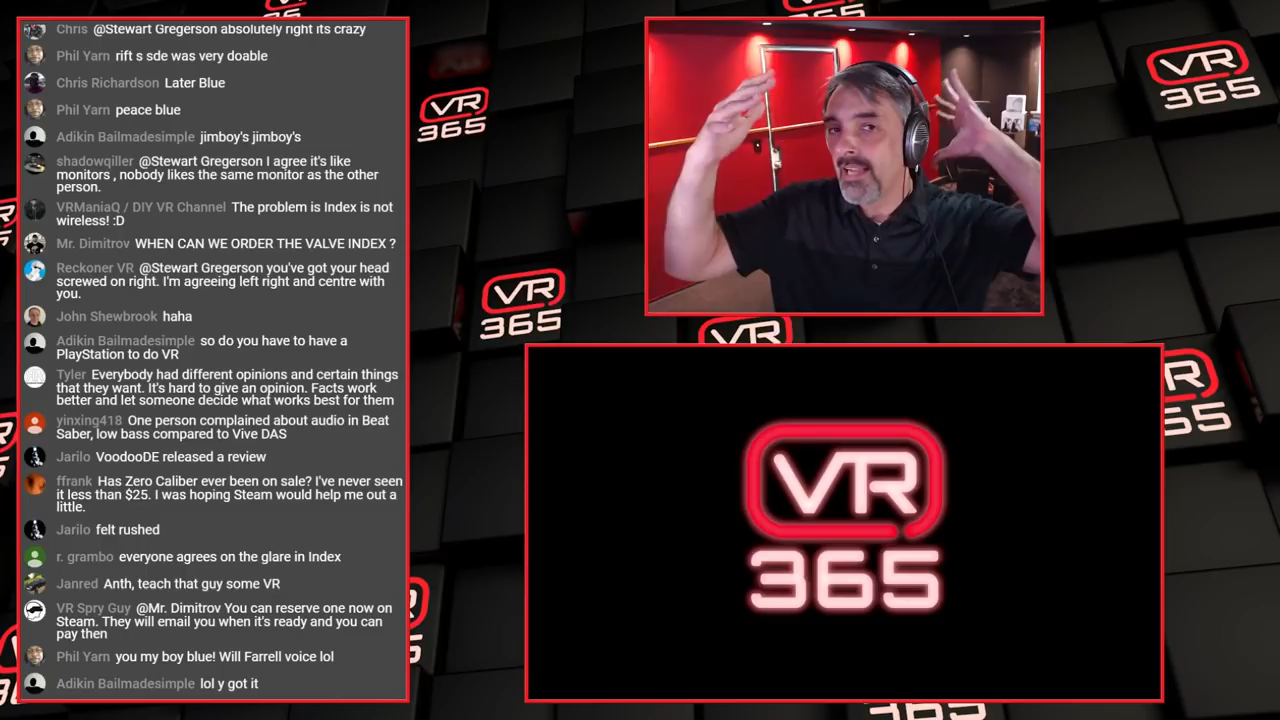 Chris @Stewart Gregerson absolutely right its crazy
Phil Yarn rift s sde was very doable
Chris Richardson Later Blue
Phil Yarn peace blue
Adikin Bailmadesimple jimboy's jimboy's
shadowqiller @Stewart Gregerson I agree it's like
monitors , nobody likes the same monitor as the other
person.
VRManiaQ / DIY VR Channel The problem is Index is not
wireless! :D
Mr. Dimitrov WHEN CAN WE ORDER THE VALVE INDEX ?
Reckoner VR @Stewart Gregerson you've got your head
screwed on right. I'm agreeing left right and centre with
you.
John Shewbrook haha
Adikin Bailmadesimple so do you have to have a
PlayStation to do VR
Tyler Everybody had different opinions and certain things
that they want. It's hard to give an opinion. Facts work
better and let someone decide what works best for them
yinxing418 One person complained about audio in Beat
Saber, low bass compared to Vive DAS
Jarilo VoodooDE released a review
ffrank Has Zero Caliber ever been on sale? I've never seen
it less than $25. I was hoping Steam would help me out a
little.
Jarilo felt rushed
r. grambo everyone agrees on the glare in Index
Janred Anth, teach that guy some VR
VR Spry Guy @Mr. Dimitrov You can reserve one now on
Steam. They will email you when it's ready and you can
pay then
Phil Yarn you my boy blue! Will Farrell voice lol
Adikin Bailmadesimple lol y got it
VR
365
VR
365
VR
365
VR
VR
365
R
65
365